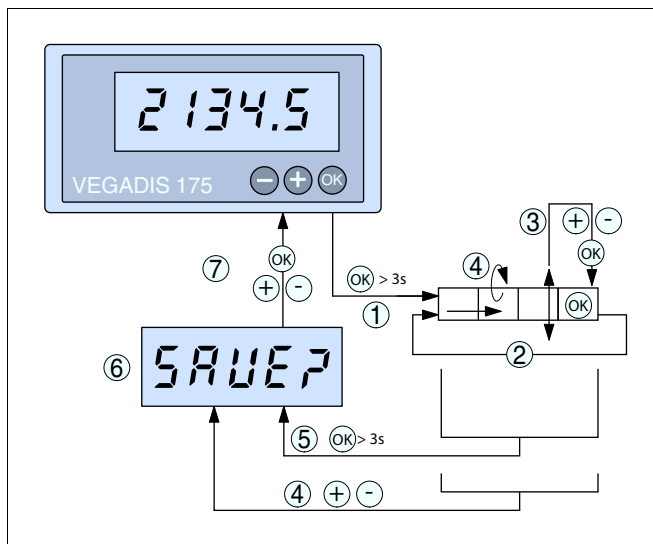 2134.5
VEGADIS 175
− + OK
③ + -
OK
④
⑦ OK
+ -
OK > 3s
①
OK
②
⑥ SAVE?
⑤ OK > 3s
④ + -